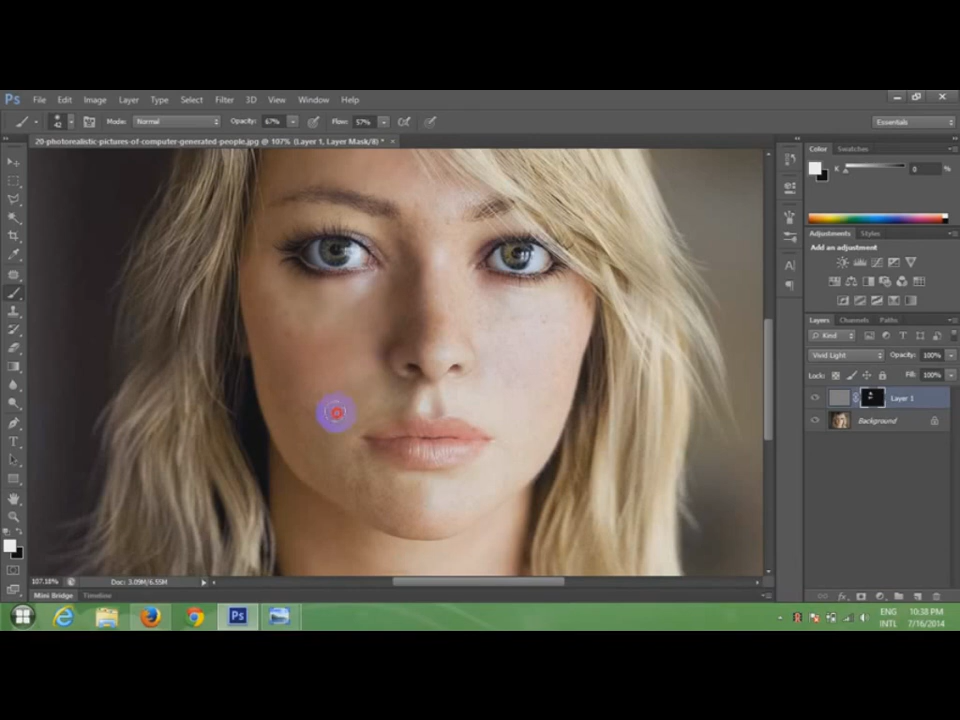 Ps File Edit Image Layer Type Select Filter 3D View Window Help
42 Mode: Normal Opacity: 67% Flow: 57% Essentials
20-photorealistic-pictures-of-computer-generated-people.jpg @ 107% (Layer 1, Layer Mask/8) * ×
Color Swatches
K 0 %
Adjustments Styles
Add an adjustment
Layers Channels Paths
Kind
Vivid Light Opacity: 100%
Lock: Fill: 100%
Layer 1
Background
107.18% Doc: 3.09M/6.55M
Mini Bridge Timeline
Ps ENG 10:38 PM
INTL 7/16/2014